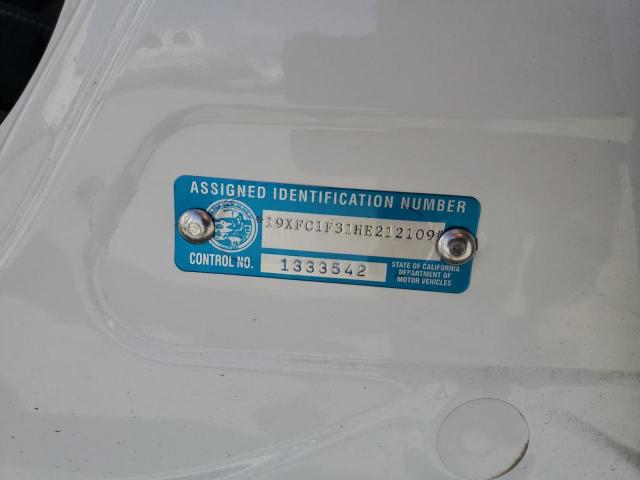 ASSIGNED IDENTIFICATION NUMBER
*19XFC1F31HE212109*
CONTROL NO. 1333542
STATE OF CALIFORNIA
DEPARTMENT OF
MOTOR VEHICLES